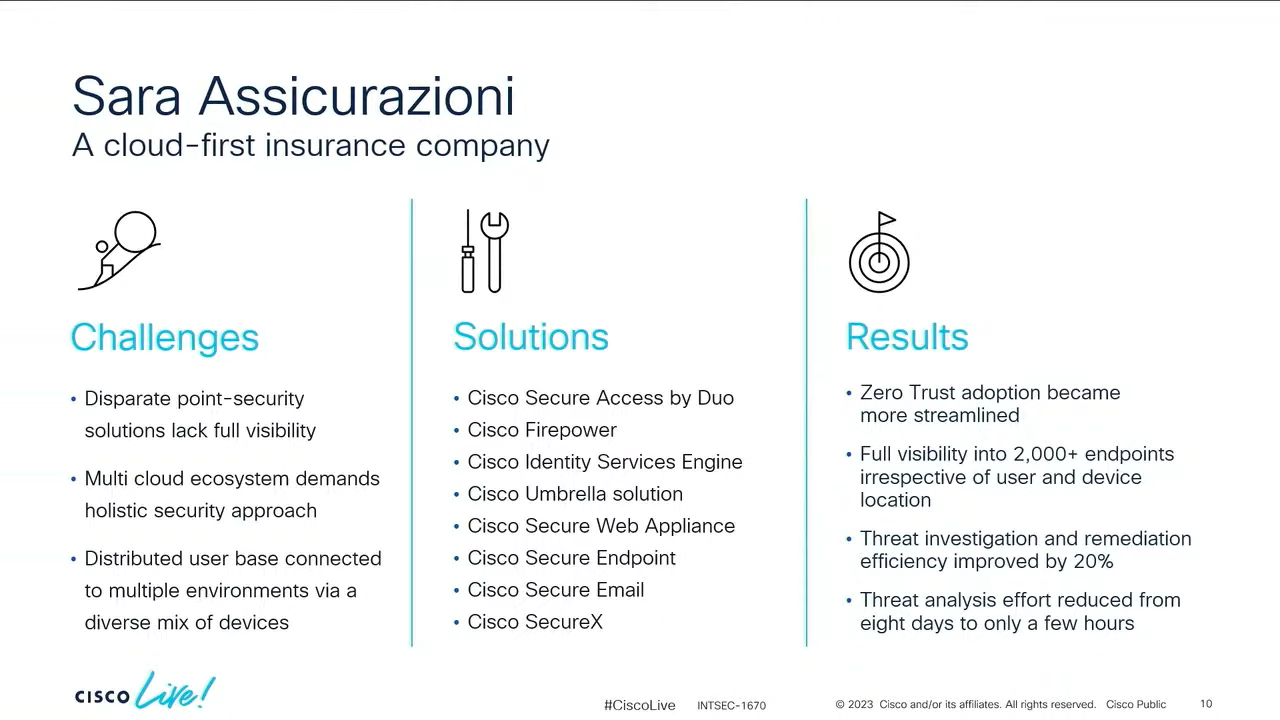 Sara Assicurazioni
A cloud-first insurance company
Challenges
• Disparate point-security
solutions lack full visibility
• Multi cloud ecosystem demands
holistic security approach
• Distributed user base connected
to multiple environments via a
diverse mix of devices
Solutions
• Cisco Secure Access by Duo
• Cisco Firepower
• Cisco Identity Services Engine
• Cisco Umbrella solution
• Cisco Secure Web Appliance
• Cisco Secure Endpoint
• Cisco Secure Email
• Cisco SecureX
Results
• Zero Trust adoption became
more streamlined
• Full visibility into 2,000+ endpoints
irrespective of user and device
location
• Threat investigation and remediation
efficiency improved by 20%
• Threat analysis effort reduced from
eight days to only a few hours
CISCO Live!
#CiscoLive INTSEC-1670 © 2023 Cisco and/or its affiliates. All rights reserved. Cisco Public 10